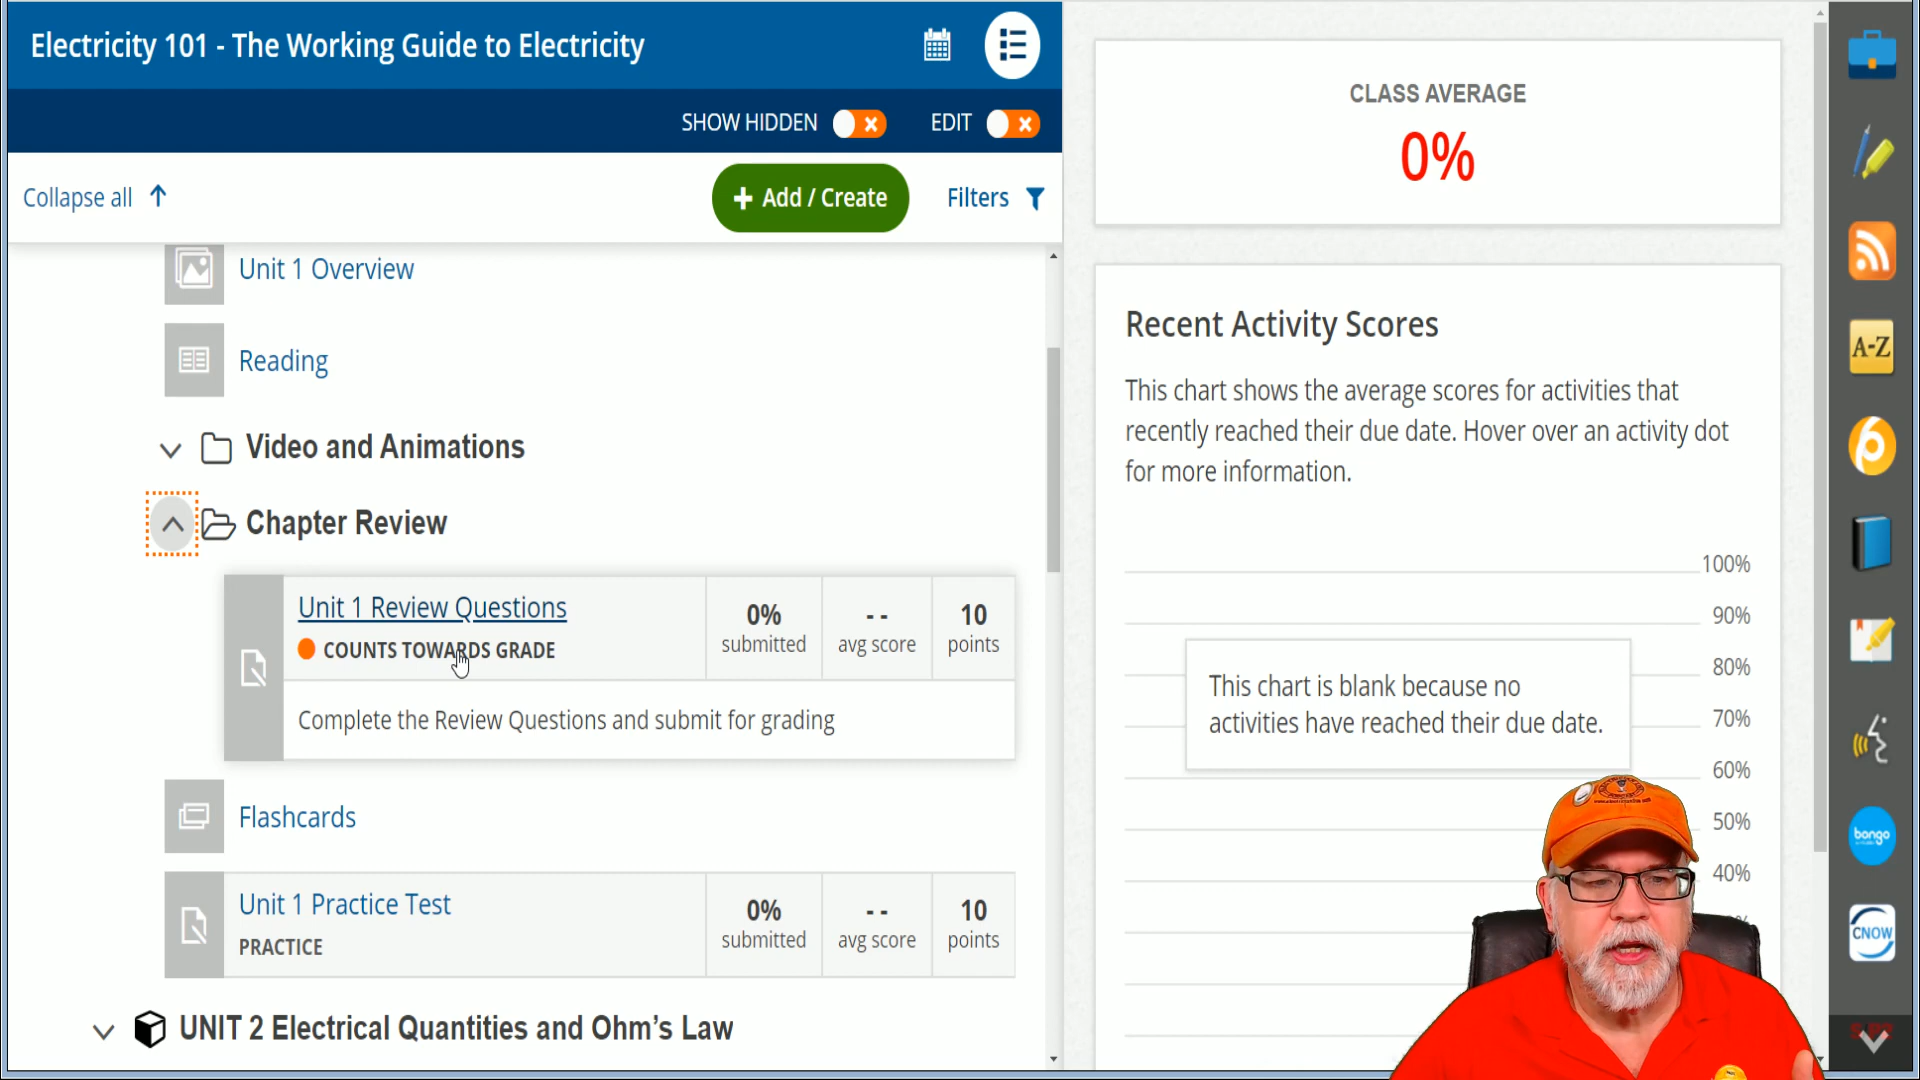 Electricity 101 - The Working Guide to Electricity
SHOW HIDDEN
EDIT
Collapse all
+ Add / Create
Filters
Unit 1 Overview
Reading
Video and Animations
Chapter Review
Unit 1 Review Questions
COUNTS TOWARDS GRADE
0%
submitted
- -
avg score
10
points
Complete the Review Questions and submit for grading
Flashcards
Unit 1 Practice Test
PRACTICE
0%
submitted
- -
avg score
10
points
UNIT 2 Electrical Quantities and Ohm's Law
CLASS AVERAGE
0%
Recent Activity Scores
This chart shows the average scores for activities that
recently reached their due date. Hover over an activity dot
for more information.
100%
90%
80%
70%
60%
50%
40%
This chart is blank because no
activities have reached their due date.
A-Z
bongo
CNOW